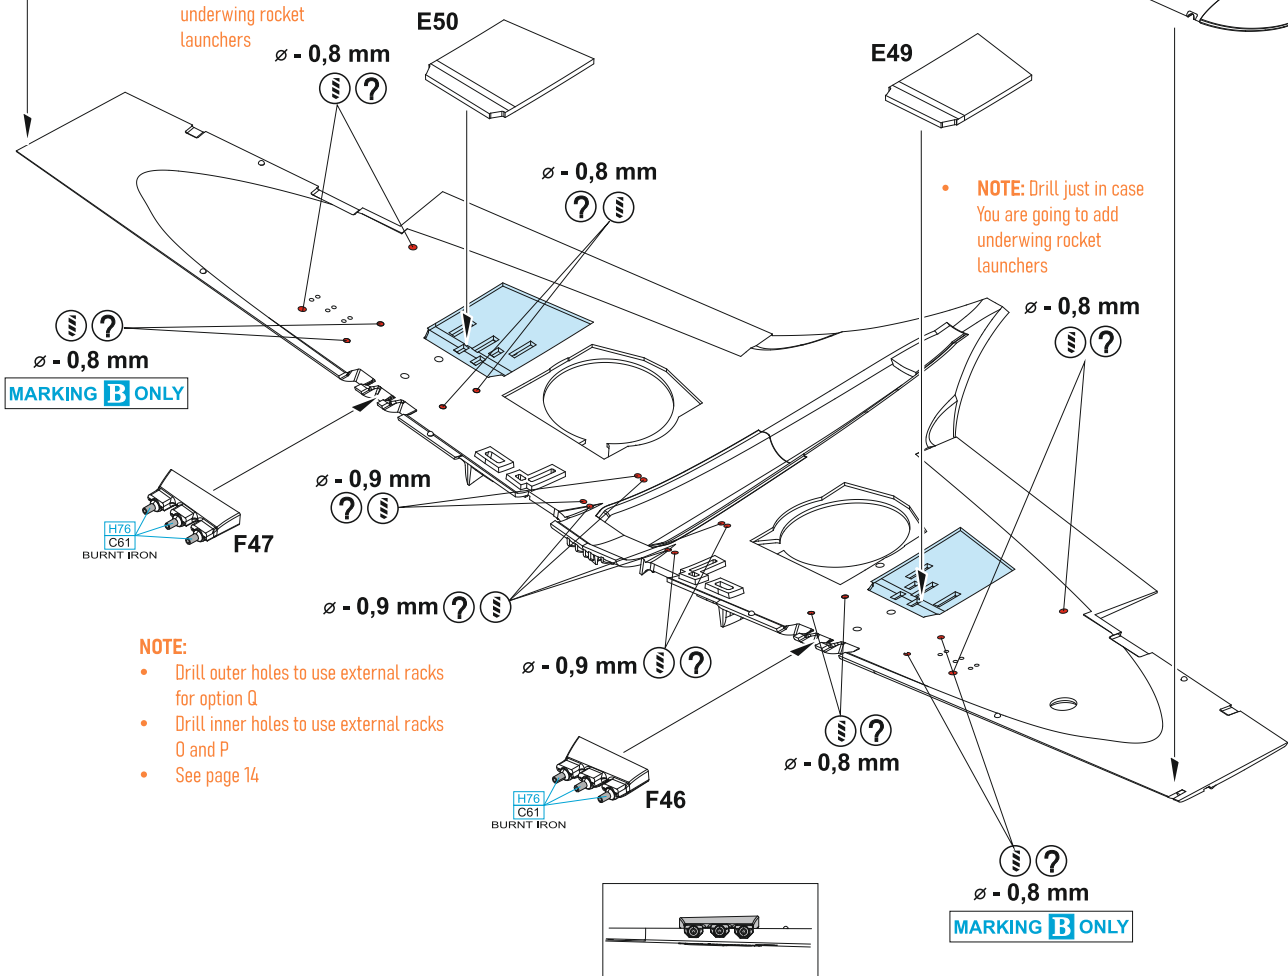 underwing rocket
launchers
E50
ø - 0,8 mm
?
E49
ø - 0,8 mm
?
• NOTE: Drill just in case
You are going to add
underwing rocket
launchers
ø - 0,8 mm
?
?
ø - 0,8 mm
MARKING B ONLY
ø - 0,9 mm
?
H76
C61
BURNT IRON
F47
ø - 0,9 mm ?
NOTE:
• Drill outer holes to use external racks
for option Q
• Drill inner holes to use external racks
O and P
• See page 14
ø - 0,9 mm ?
?
ø - 0,8 mm
H76
C61
BURNT IRON
F46
?
ø - 0,8 mm
MARKING B ONLY